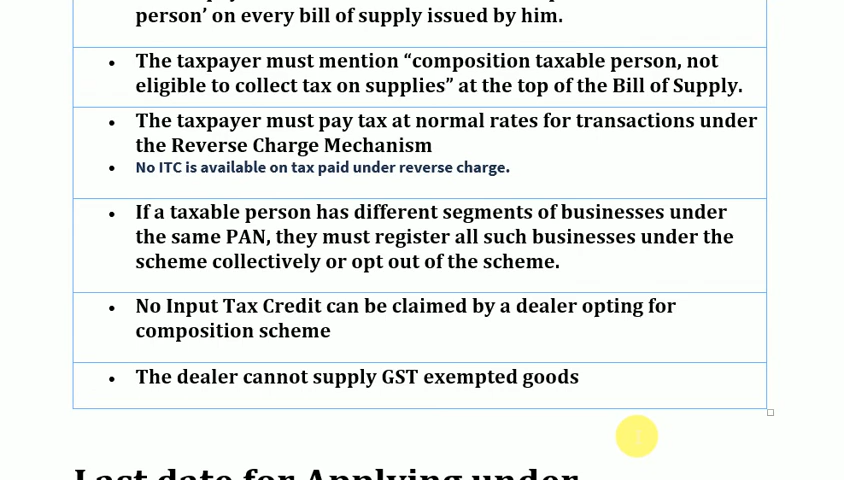 person’ on every bill of supply issued by him.
• The taxpayer must mention “composition taxable person, not
eligible to collect tax on supplies” at the top of the Bill of Supply.
• The taxpayer must pay tax at normal rates for transactions under
the Reverse Charge Mechanism
• No ITC is available on tax paid under reverse charge.
• If a taxable person has different segments of businesses under
the same PAN, they must register all such businesses under the
scheme collectively or opt out of the scheme.
• No Input Tax Credit can be claimed by a dealer opting for
composition scheme
• The dealer cannot supply GST exempted goods
Last date for Applying under